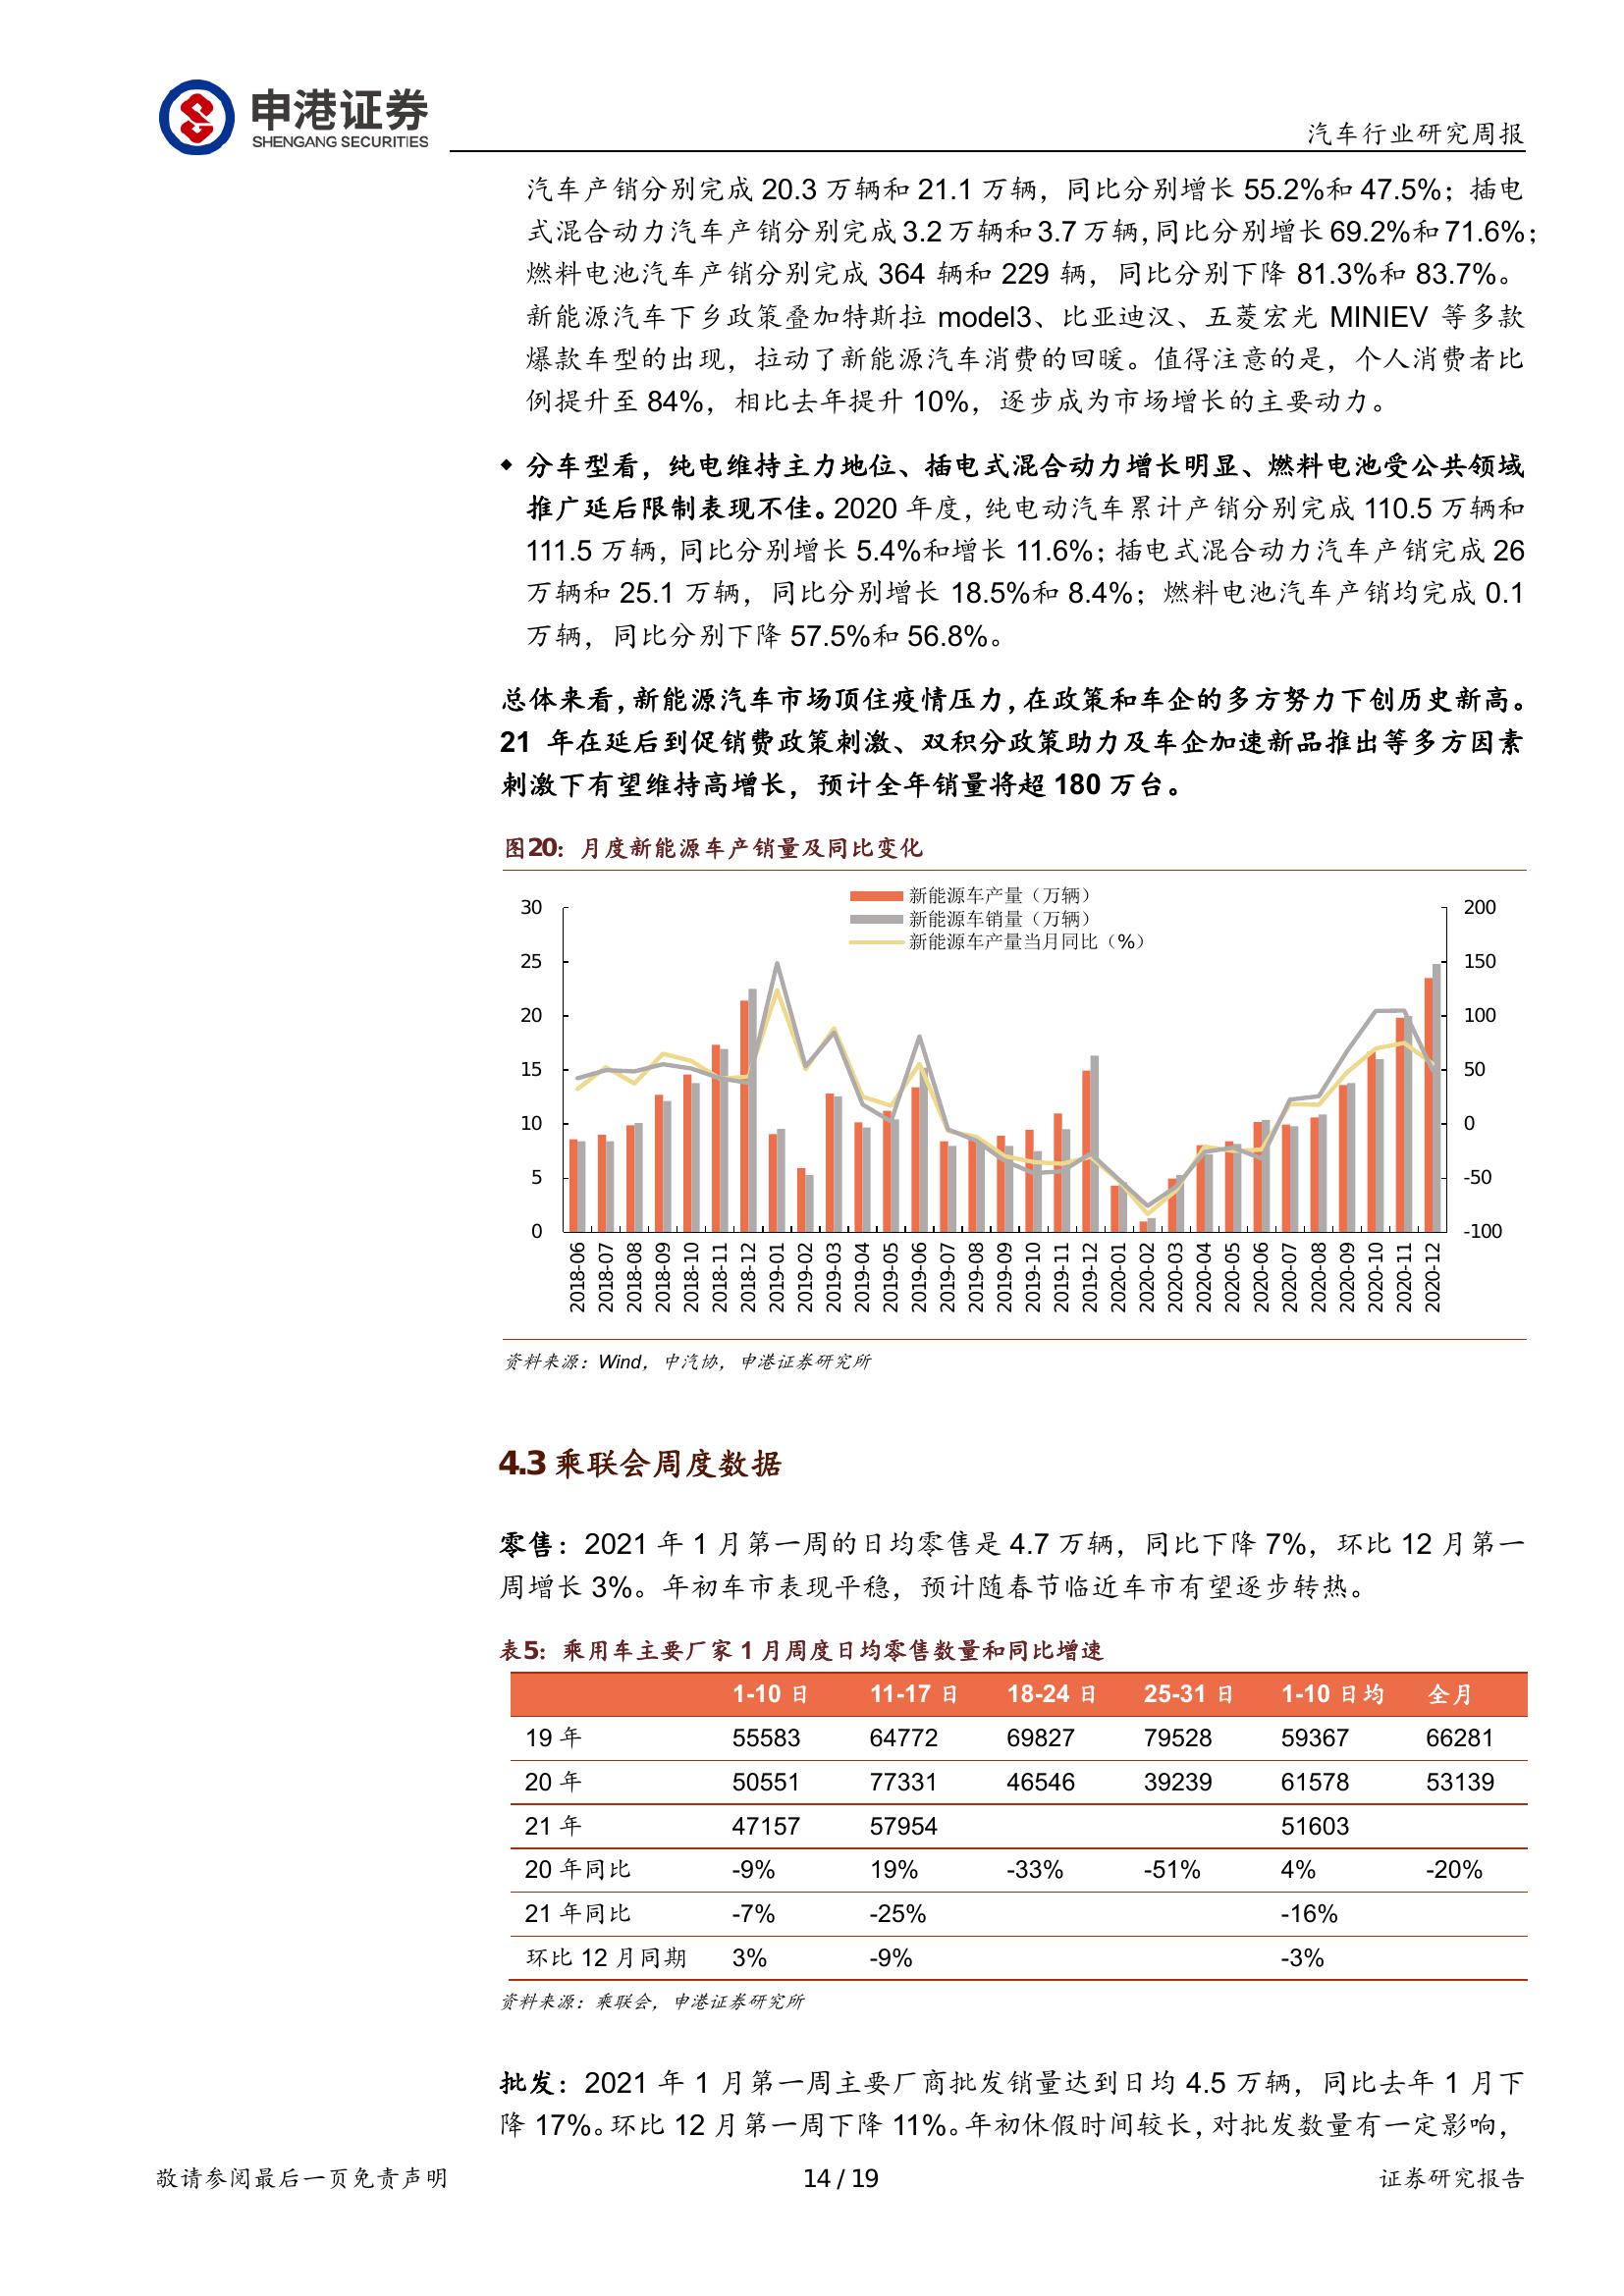 申港证券
SHENGANG SECURITIES
汽车行业研究周报
汽车产销分别完成 20.3 万辆和 21.1 万辆，同比分别增长 55.2%和 47.5%；插电
式混合动力汽车产销分别完成 3.2 万辆和 3.7 万辆,同比分别增长 69.2%和 71.6%；
燃料电池汽车产销分别完成 364 辆和 229 辆，同比分别下降 81.3%和 83.7%。
新能源汽车下乡政策叠加特斯拉 model3、比亚迪汉、五菱宏光 MINIEV 等多款
爆款车型的出现，拉动了新能源汽车消费的回暖。值得注意的是，个人消费者比
例提升至 84%，相比去年提升 10%，逐步成为市场增长的主要动力。
◆ 分车型看，纯电维持主力地位、插电式混合动力增长明显、燃料电池受公共领域
推广延后限制表现不佳。2020 年度，纯电动汽车累计产销分别完成 110.5 万辆和
111.5 万辆，同比分别增长 5.4%和增长 11.6%；插电式混合动力汽车产销完成 26
万辆和 25.1 万辆，同比分别增长 18.5%和 8.4%；燃料电池汽车产销均完成 0.1
万辆，同比分别下降 57.5%和 56.8%。
总体来看，新能源汽车市场顶住疫情压力，在政策和车企的多方努力下创历史新高。
21 年在延后到促销费政策刺激、双积分政策助力及车企加速新品推出等多方因素
刺激下有望维持高增长，预计全年销量将超 180 万台。
图20：月度新能源车产销量及同比变化
新能源车产量（万辆）
新能源车销量（万辆）
新能源车产量当月同比（%）
30 200
25 150
20 100
15 50
10 0
5 -50
0 -100
2018-06 2018-07 2018-08 2018-09 2018-10 2018-11 2018-12 2019-01 2019-02 2019-03 2019-04 2019-05 2019-06 2019-07 2019-08 2019-09 2019-10 2019-11 2019-12 2020-01 2020-02 2020-03 2020-04 2020-05 2020-06 2020-07 2020-08 2020-09 2020-10 2020-11 2020-12
资料来源：Wind，中汽协，申港证券研究所
4.3 乘联会周度数据
零售：2021 年 1 月第一周的日均零售是 4.7 万辆，同比下降 7%，环比 12 月第一
周增长 3%。年初车市表现平稳，预计随春节临近车市有望逐步转热。
表5：乘用车主要厂家 1 月周度日均零售数量和同比增速
1-10 日 11-17 日 18-24 日 25-31 日 1-10 日均 全月
19 年 55583 64772 69827 79528 59367 66281
20 年 50551 77331 46546 39239 61578 53139
21 年 47157 57954 51603
20 年同比 -9% 19% -33% -51% 4% -20%
21 年同比 -7% -25% -16%
环比 12 月同期 3% -9% -3%
资料来源：乘联会，申港证券研究所
批发：2021 年 1 月第一周主要厂商批发销量达到日均 4.5 万辆，同比去年 1 月下
降 17%。环比 12 月第一周下降 11%。年初休假时间较长，对批发数量有一定影响，
敬请参阅最后一页免责声明 14 / 19 证券研究报告